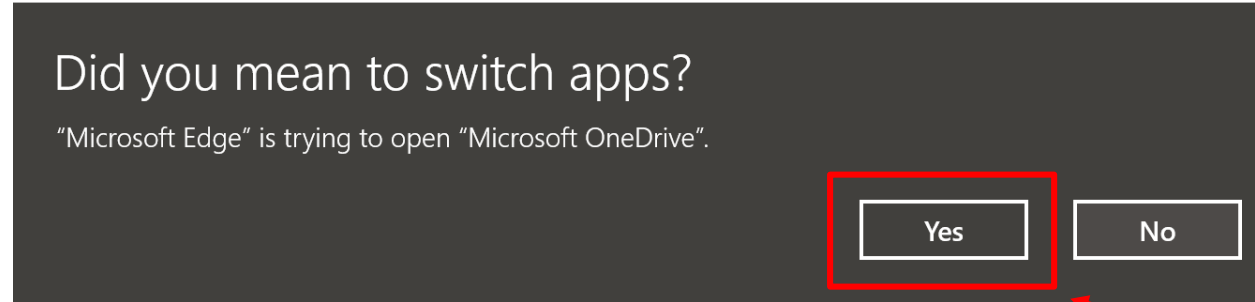 Did you mean to switch apps?
“Microsoft Edge” is trying to open “Microsoft OneDrive”.
Yes No